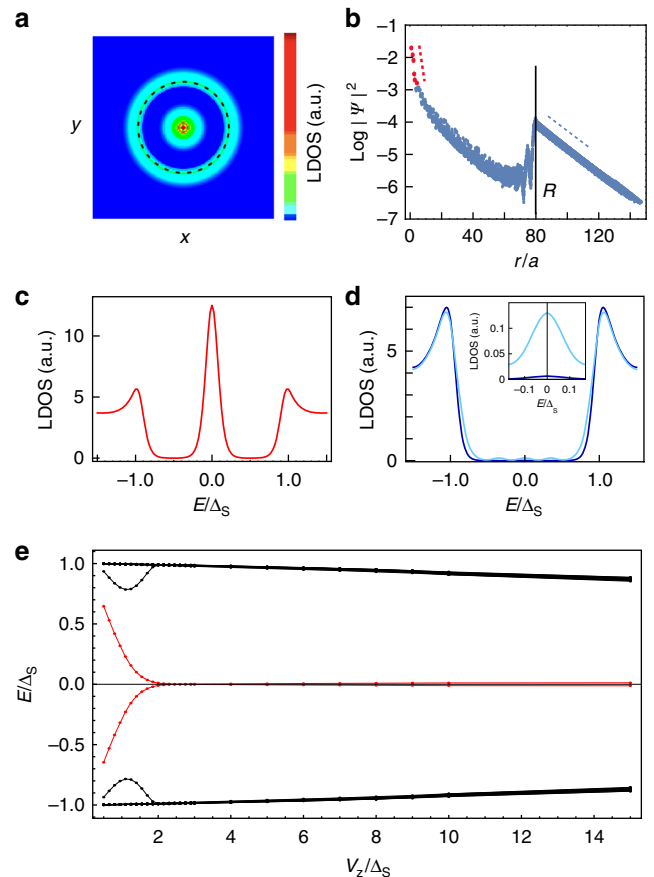 a
y
x
LDOS (a.u.)
b
Log |Ψ|²
−1
−2
−3
−4
−5
−6
−7
R
0 40 80 120
r/a
c
LDOS (a.u.)
10
5
0
−1.0 0.0 1.0
E/ΔS
d
LDOS (a.u.)
5
0
−1.0 0.0 1.0
E/ΔS
LDOS (a.u.)
0.1
0.05
0
−0.1 0 0.1
E/ΔS
e
E/ΔS
1.0
0.5
0.0
−0.5
−1.0
2 4 6 8 10 12 14
Vz/ΔS